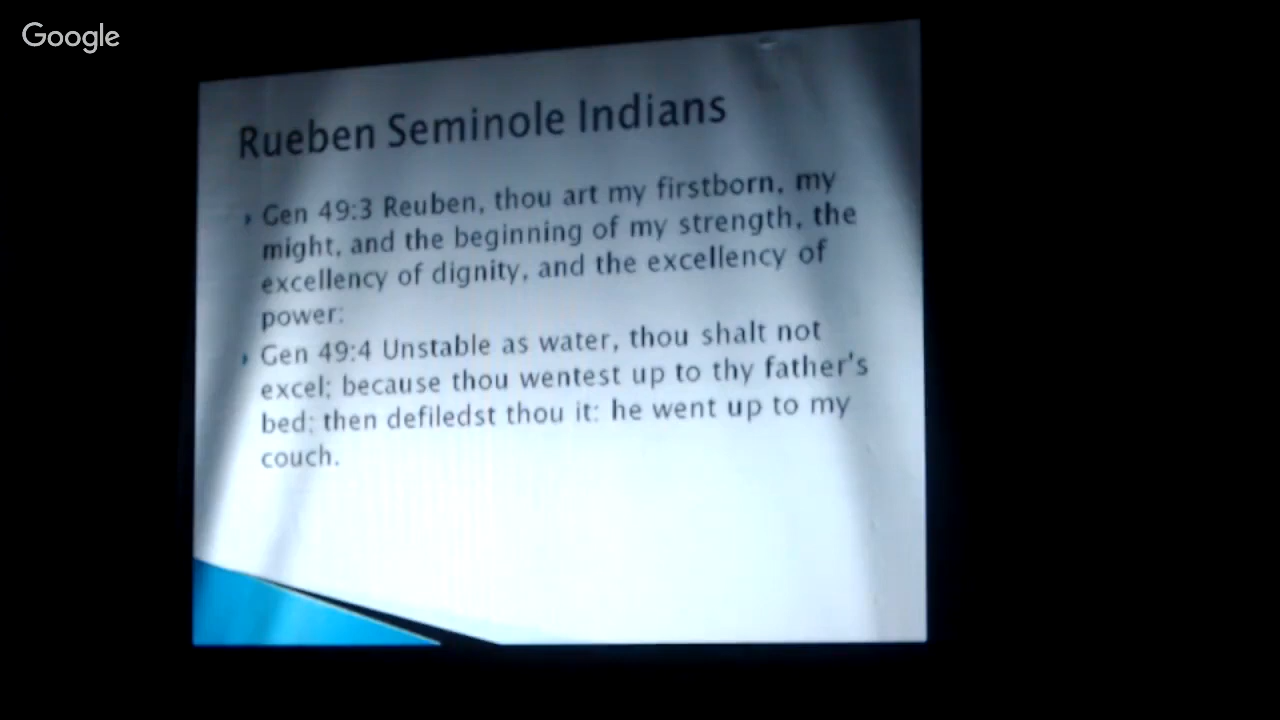 Google
Rueben Seminole Indians
Gen 49:3 Reuben, thou art my firstborn, my
might, and the beginning of my strength, the
excellency of dignity, and the excellency of
power:
Gen 49:4 Unstable as water, thou shalt not
excel; because thou wentest up to thy father's
bed; then defiledst thou it: he went up to my
couch.